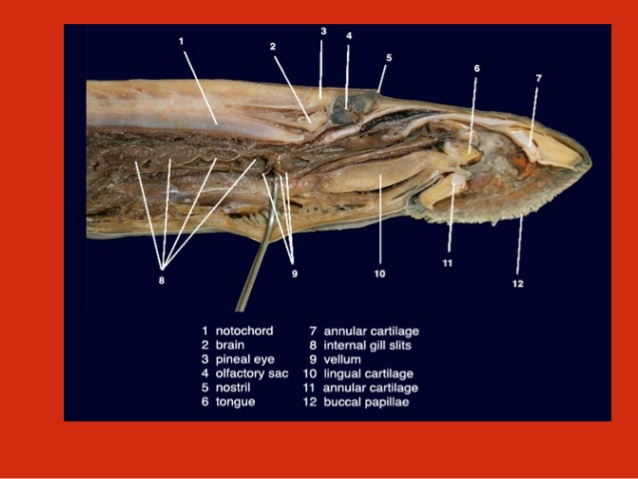 1
2
3
4
5
6
7
8
9
10
11
12
1 notochord
2 brain
3 pineal eye
4 olfactory sac
5 nostril
6 tongue
7 annular cartilage
8 internal gill slits
9 vellum
10 lingual cartilage
11 annular cartilage
12 buccal papillae